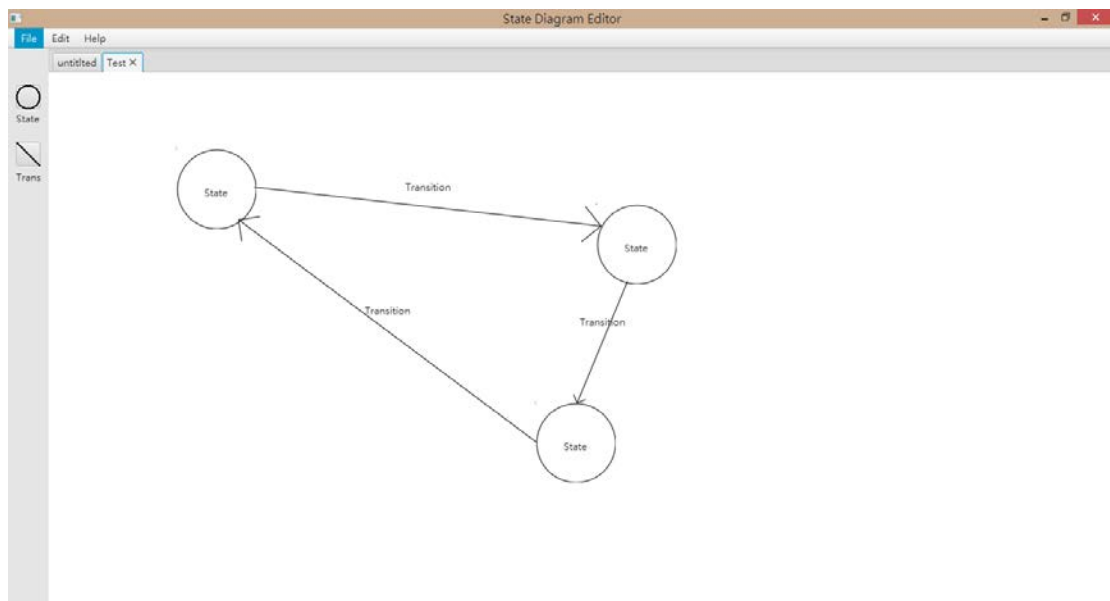 State Diagram Editor
File Edit Help
untitlted Test ×
State
Trans
State
Transition
State
Transition
Transition
State